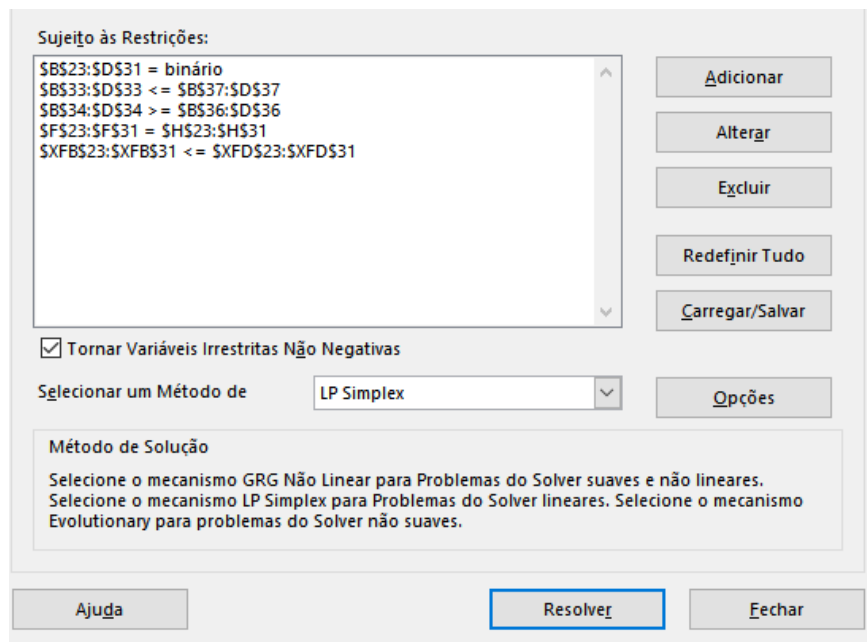 Sujeito às Restrições:
$B$23:$D$31 = binário
$B$33:$D$33 <= $B$37:$D$37
$B$34:$D$34 >= $B$36:$D$36
$F$23:$F$31 = $H$23:$H$31
$XFB$23:$XFB$31 <= $XFD$23:$XFD$31
Adicionar
Alterar
Excluir
Redefinir Tudo
Carregar/Salvar
Tornar Variáveis Irrestritas Não Negativas
Selecionar um Método de
LP Simplex
Opções
Método de Solução
Selecione o mecanismo GRG Não Linear para Problemas do Solver suaves e não lineares.
Selecione o mecanismo LP Simplex para Problemas do Solver lineares. Selecione o mecanismo
Evolutionary para problemas do Solver não suaves.
Ajuda
Resolver
Fechar